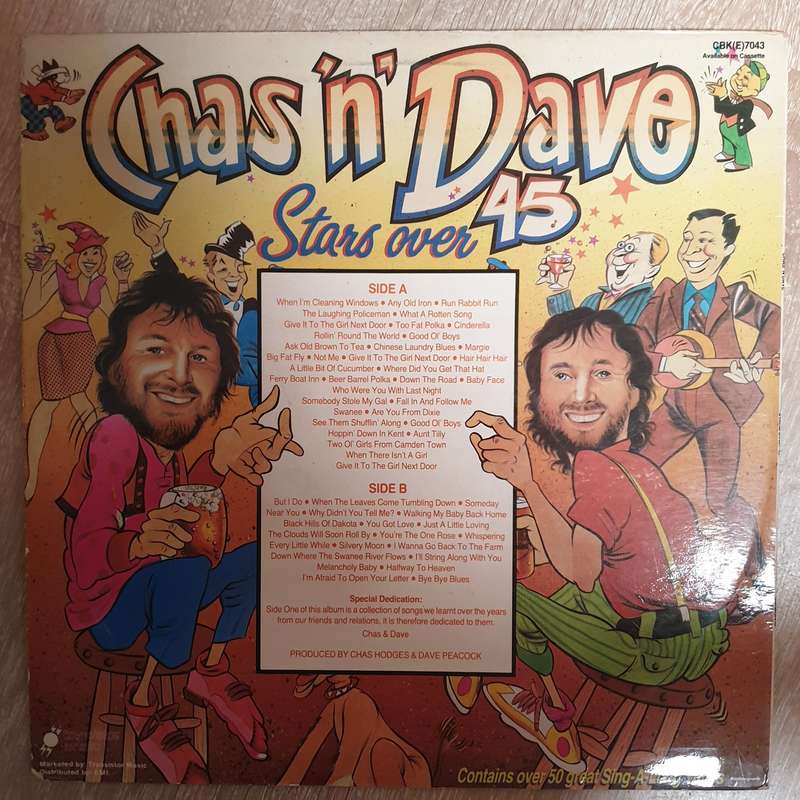 CBK(E)7043
Available on Cassette
Chas 'n' Dave
Stars over 45
SIDE A
When I'm Cleaning Windows ● Any Old Iron ● Run Rabbit Run
The Laughing Policeman ● What A Rotten Song
Give It To The Girl Next Door ● Too Fat Polka ● Cinderella
Rollin' Round The World ● Good Ol' Boys
Ask Old Brown To Tea ● Chinese Laundry Blues ● Margie
Big Fat Fly ● Not Me ● Give It To The Girl Next Door ● Hair Hair Hair
A Little Bit Of Cucumber ● Where Did You Get That Hat
Ferry Boat Inn ● Beer Barrel Polka ● Down The Road ● Baby Face
Who Were You With Last Night
Somebody Stole My Gal ● Fall In And Follow Me
Swanee ● Are You From Dixie
See Them Shufflin' Along ● Good Ol' Boys
Hoppin' Down In Kent ● Aunt Tilly
Two Ol' Girls From Camden Town
When There Isn't A Girl
Give It To The Girl Next Door
SIDE B
But I Do ● When The Leaves Come Tumbling Down ● Someday
Near You ● Why Didn't You Tell Me? ● Walking My Baby Back Home
Black Hills Of Dakota ● You Got Love ● Just A Little Loving
The Clouds Will Soon Roll By ● You're The One Rose ● Whispering
Every Little While ● Silvery Moon ● I Wanna Go Back To The Farm
Down Where The Swanee River Flows ● I'll String Along With You
Melancholy Baby ● Halfway To Heaven
I'm Afraid To Open Your Letter ● Bye Bye Blues
Special Dedication:
Side One of this album is a collection of songs we learnt over the years
from our friends and relations, it is therefore dedicated to them.
Chas & Dave
PRODUCED BY CHAS HODGES & DAVE PEACOCK
Marketed by Transistor Music
Distributed by EMI
Contains over 50 great Sing-A-